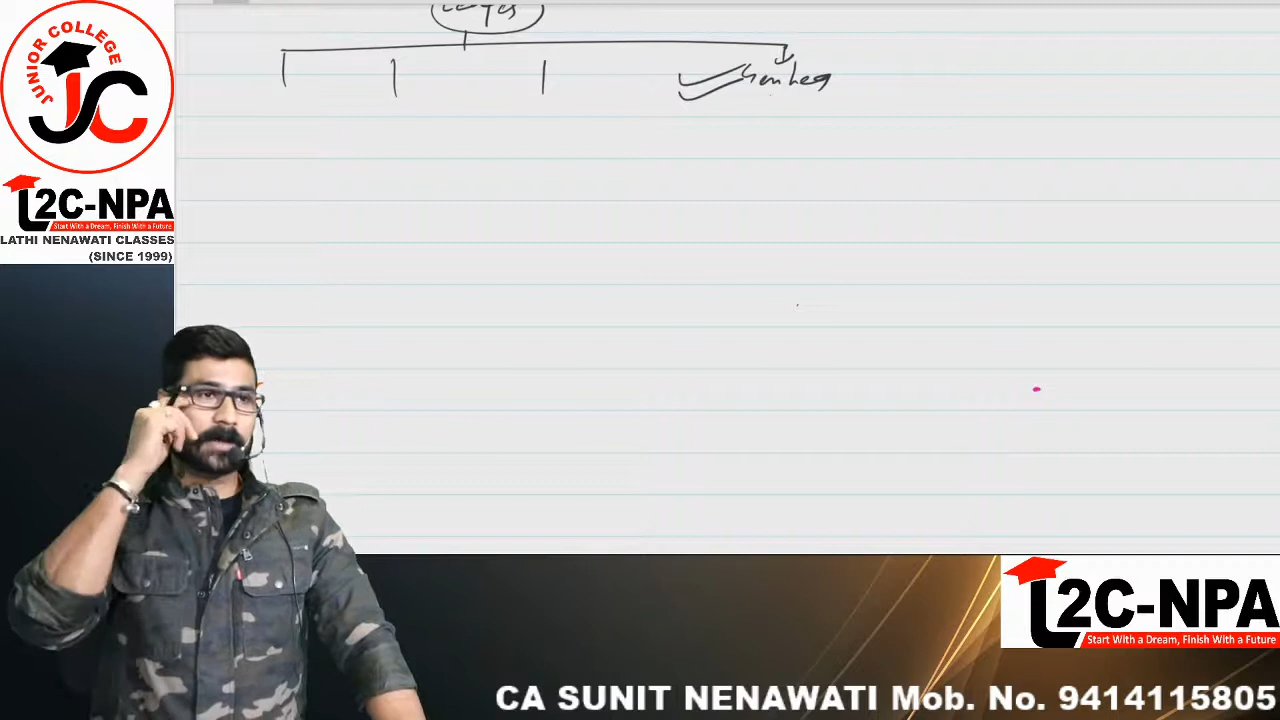 JUNIOR COLLEGE
JC
L2C-NPA
Start With a Dream, Finish With a Future
LATHI NENAWATI CLASSES
(SINCE 1999)
L2C-NPA
Start With a Dream, Finish With a Future
CA SUNIT NENAWATI Mob. No. 9414115805